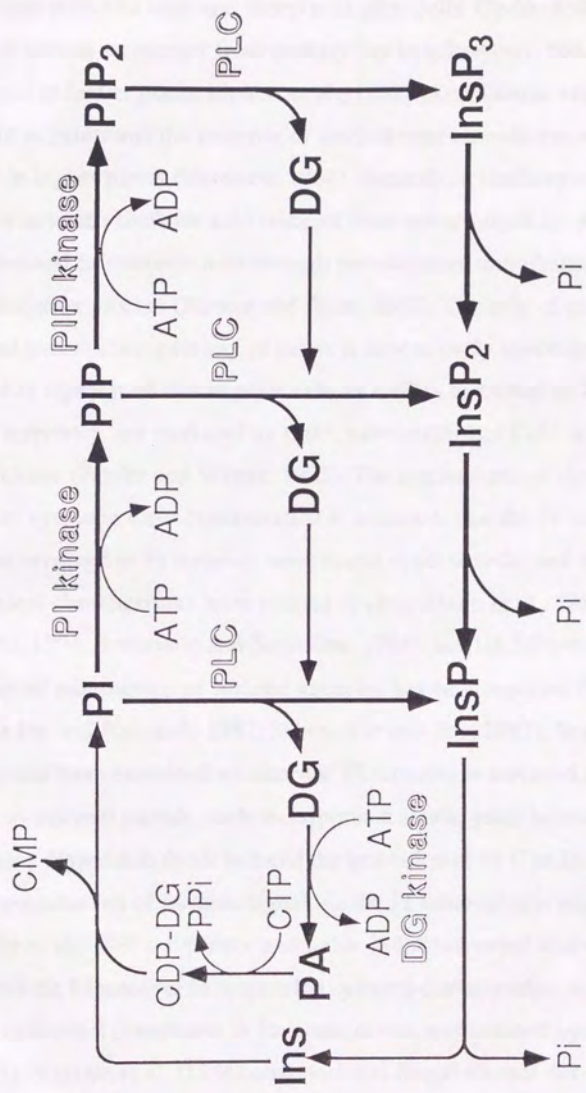 CMP
PI kinase PIP kinase
PI PIP PIP2
CDP-DG ATP ADP ATP ADP
PPi
PLC PLC PLC
CTP
Ins PA DG DG DG
ADP ATP
DG kinase
InsP InsP2 InsP3
Pi Pi Pi